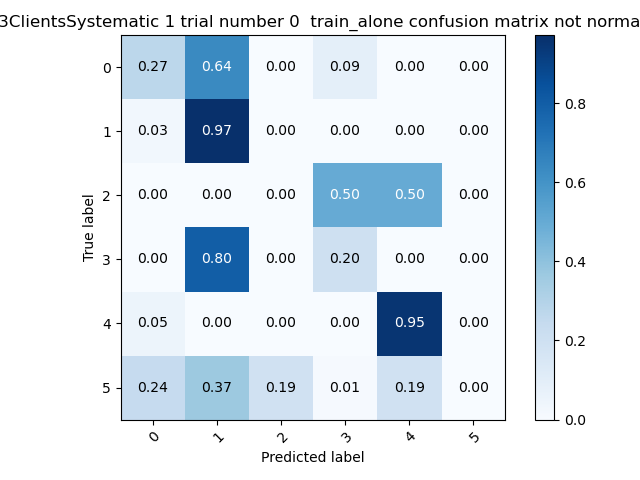 3ClientsSystematic 1 trial number 0 train_alone confusion matrix not norma
0 0.27 0.64 0.00 0.09 0.00 0.00
1 0.03 0.97 0.00 0.00 0.00 0.00
2 0.00 0.00 0.00 0.50 0.50 0.00
3 0.00 0.80 0.00 0.20 0.00 0.00
4 0.05 0.00 0.00 0.00 0.95 0.00
5 0.24 0.37 0.19 0.01 0.19 0.00
0 1 2 3 4 5
True label
Predicted label
0.8
0.6
0.4
0.2
0.0